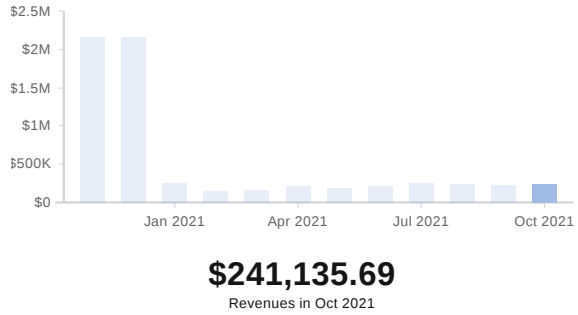 $2.5M
$2M
$1.5M
$1M
$500K
$0
Jan 2021 Apr 2021 Jul 2021 Oct 2021
$241,135.69
Revenues in Oct 2021